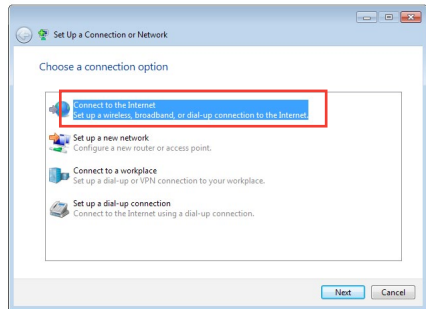 Set Up a Connection or Network
Choose a connection option
Connect to the Internet
Set up a wireless, broadband, or dial-up connection to the Internet.
Set up a new network
Configure a new router or access point.
Connect to a workplace
Set up a dial-up or VPN connection to your workplace.
Set up a dial-up connection
Connect to the Internet using a dial-up connection.
Next Cancel